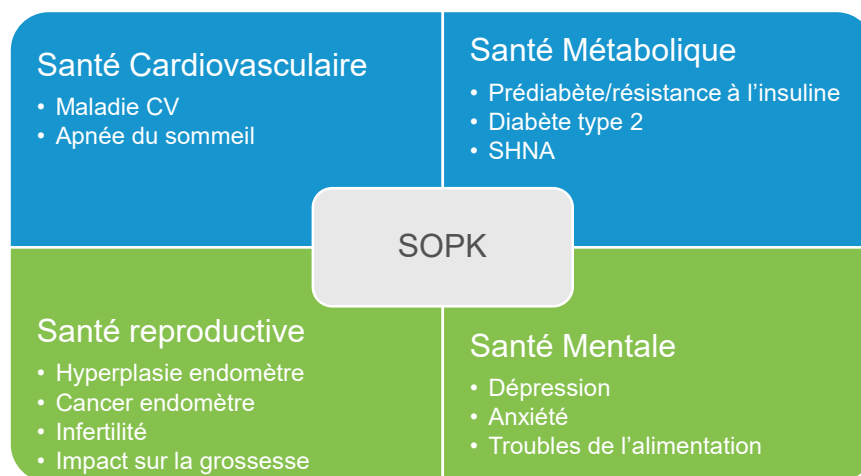 Santé Cardiovasculaire
• Maladie CV
• Apnée du sommeil
Santé Métabolique
• Prédiabète/résistance à l’insuline
• Diabète type 2
• SHNA
SOPK
Santé reproductive
• Hyperplasie endomètre
• Cancer endomètre
• Infertilité
• Impact sur la grossesse
Santé Mentale
• Dépression
• Anxiété
• Troubles de l’alimentation